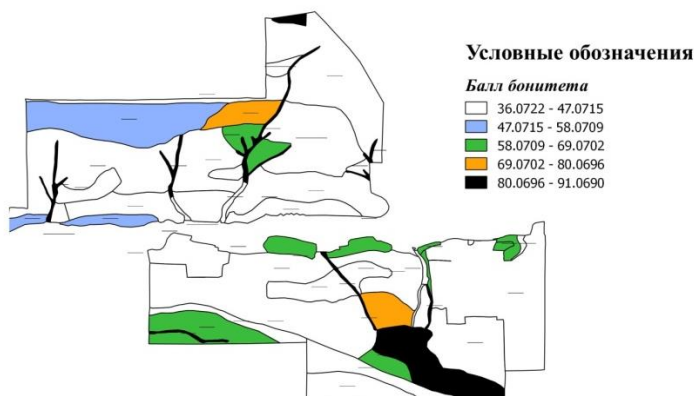 Условные обозначения
Балл бонитета
36.0722 - 47.0715
47.0715 - 58.0709
58.0709 - 69.0702
69.0702 - 80.0696
80.0696 - 91.0690